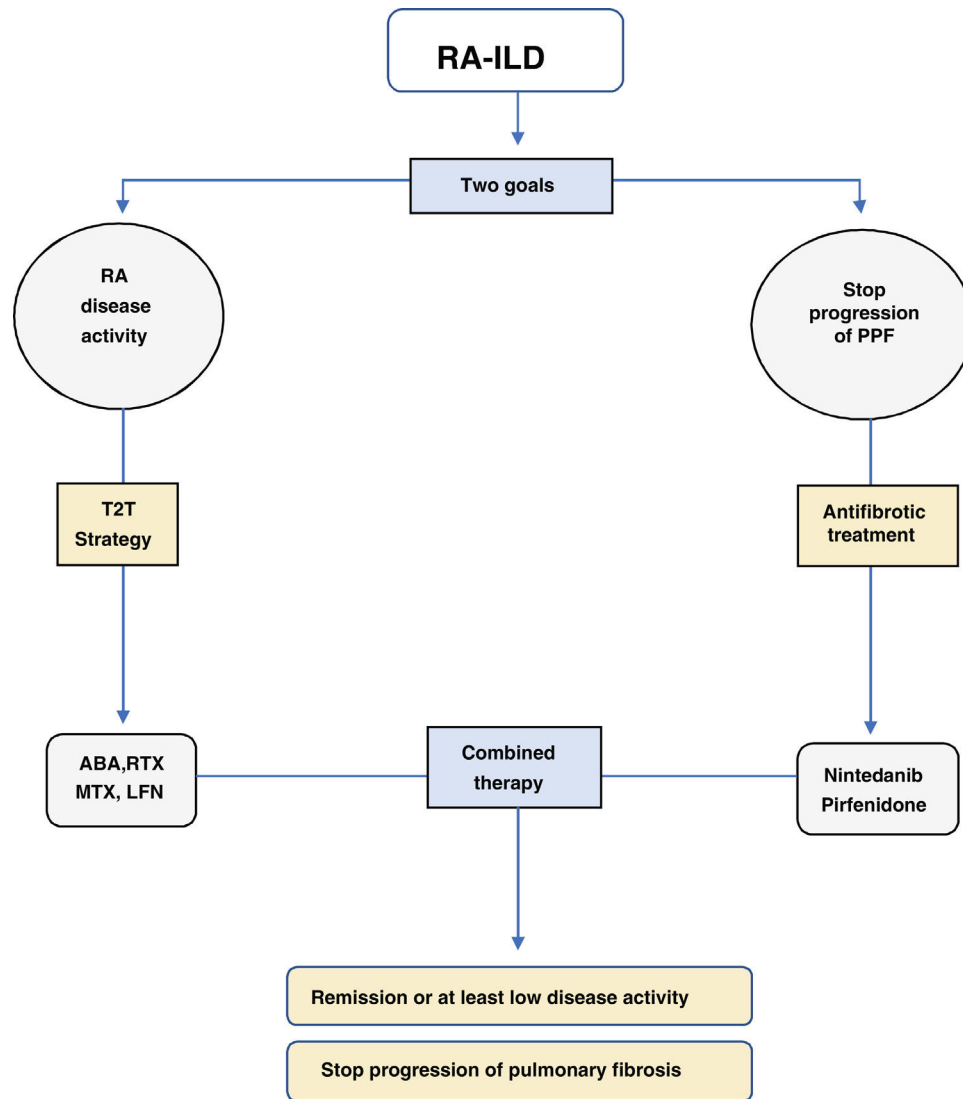 RA-ILD
Two goals
RA
disease
activity
Stop
progression
of PPF
T2T
Strategy
Antifibrotic
treatment
ABA,RTX
MTX, LFN
Combined
therapy
Nintedanib
Pirfenidone
Remission or at least low disease activity
Stop progression of pulmonary fibrosis